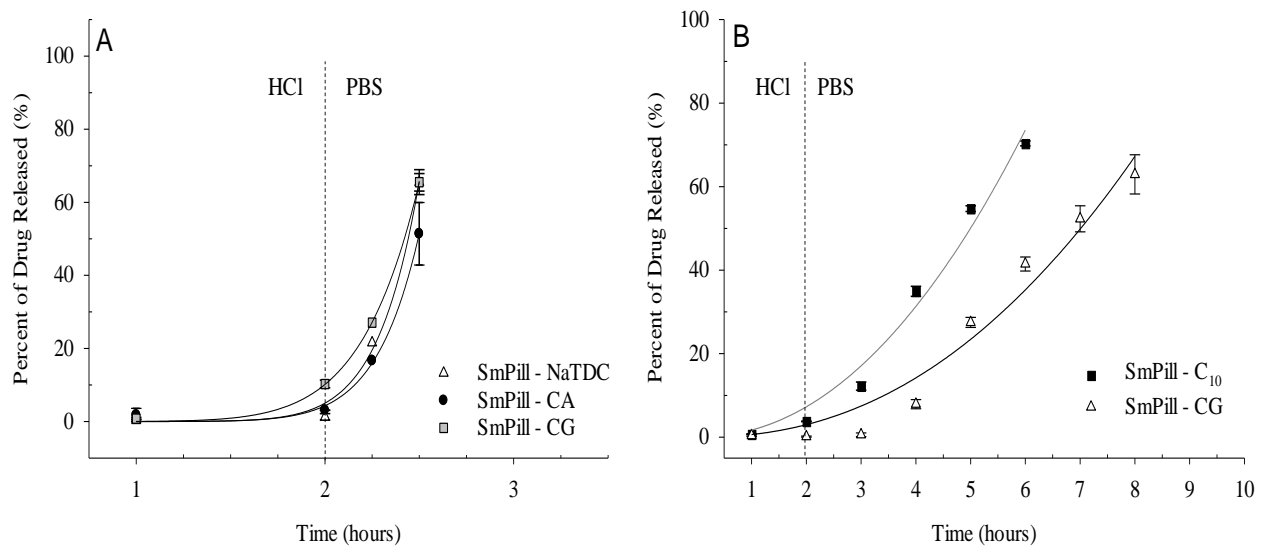 A
100
80
60
40
20
0
Percent of Drug Released (%)
HCl
PBS
SmPill - NaTDC
SmPill - CA
SmPill - CG
1
2
3
Time (hours)
B
100
80
60
40
20
0
Percent of Drug Released (%)
HCl
PBS
SmPill - C₁₀
SmPill - CG
1 2 3 4 5 6 7 8 9 10
Time (hours)